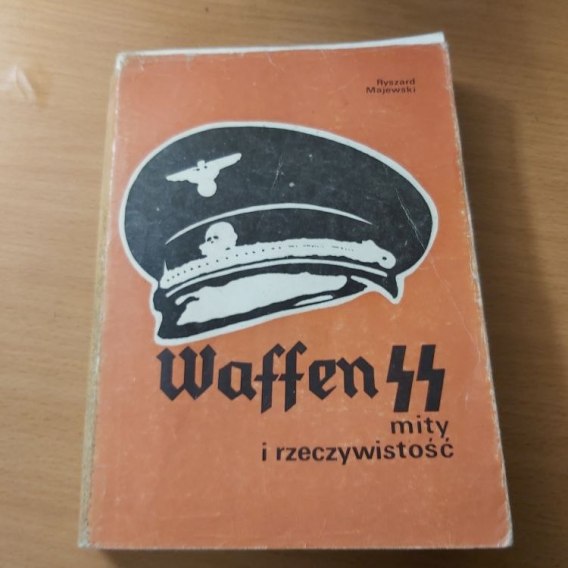 Ryszard
Majewski
Waffen SS
mity
i rzeczywistość